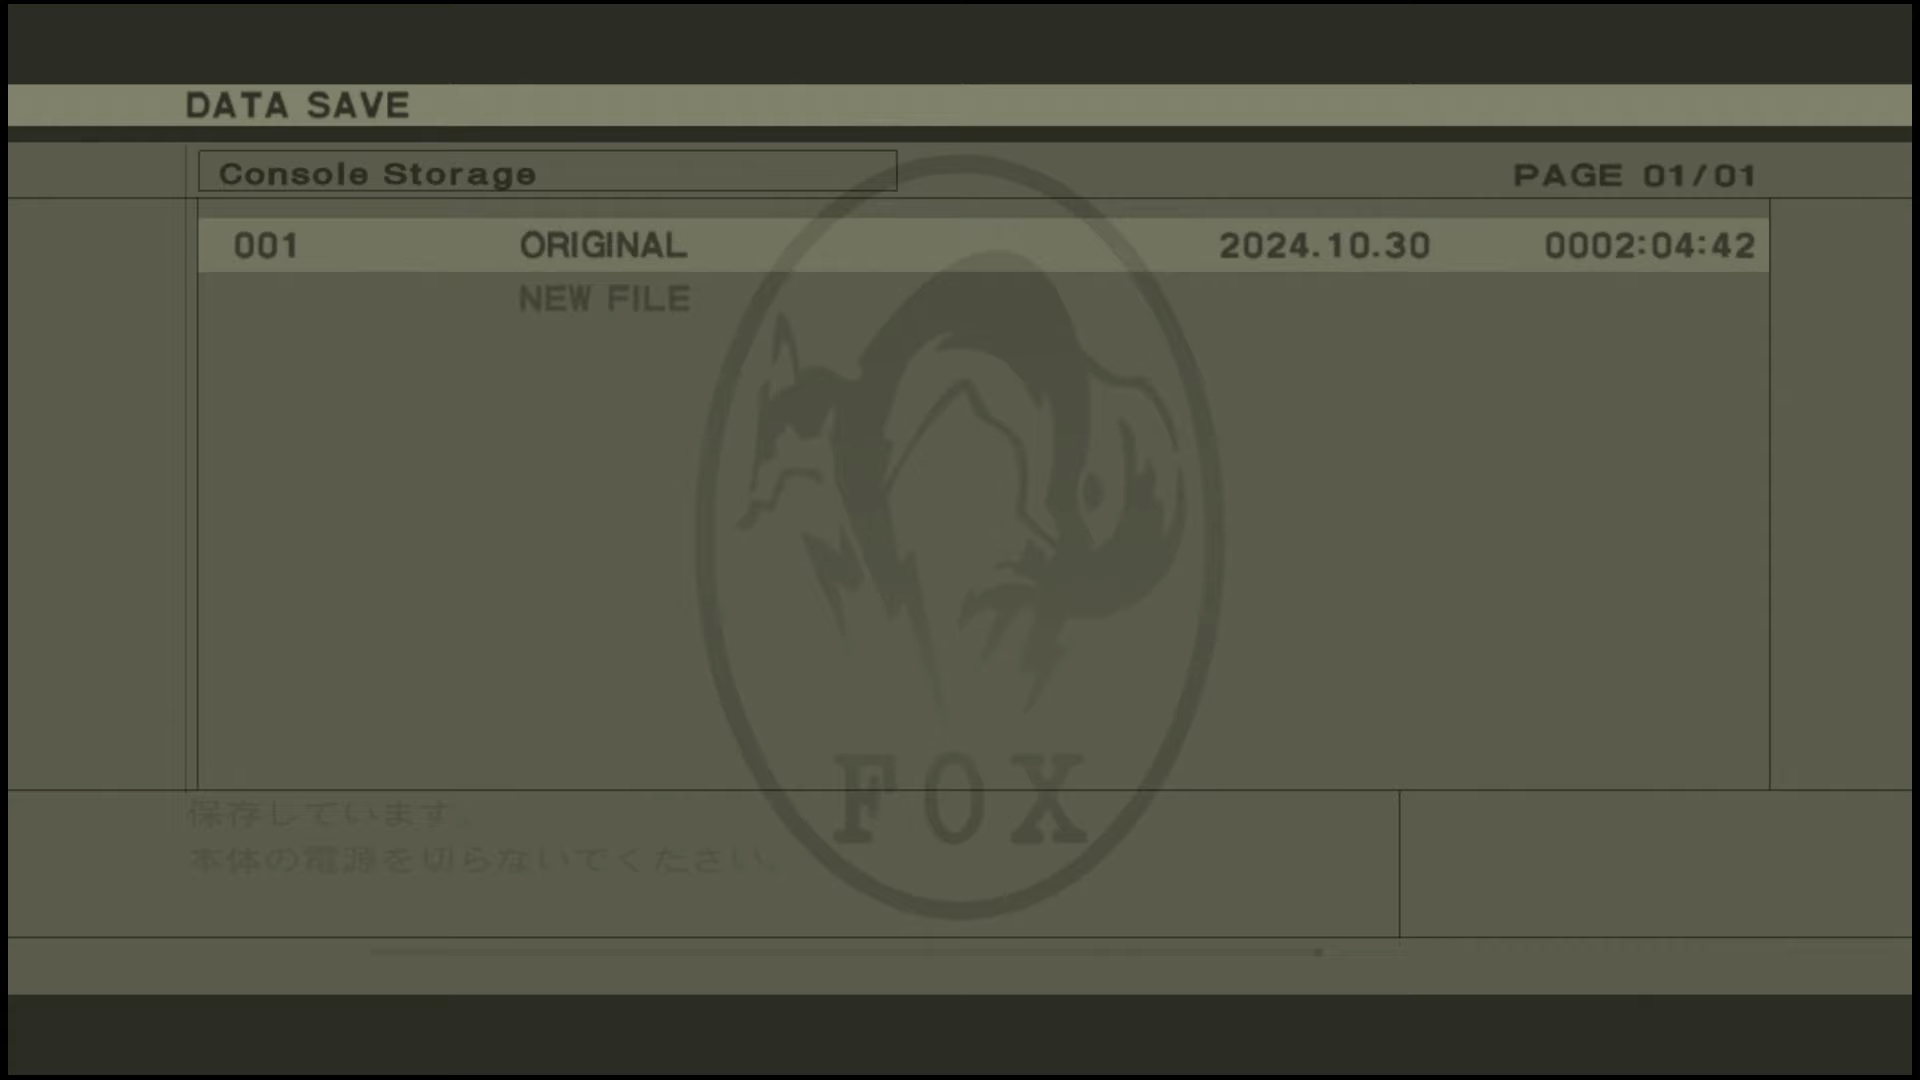 DATA SAVE
Console Storage
PAGE 01/01
001 ORIGINAL 2024.10.30 0002:04:42
NEW FILE
FOX
保存しています。
本体の電源を切らないでください。